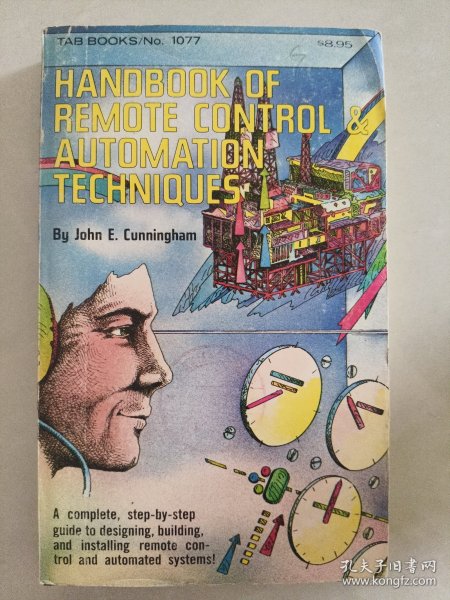 TAB BOOKS/No. 1077
$8.95
HANDBOOK OF
REMOTE CONTROL &
AUTOMATION
TECHNIQUES
By John E. Cunningham
A complete, step-by-step
guide to designing, building,
and installing remote con-
trol and automated systems!
孔夫子旧书网
book.kongfz.com